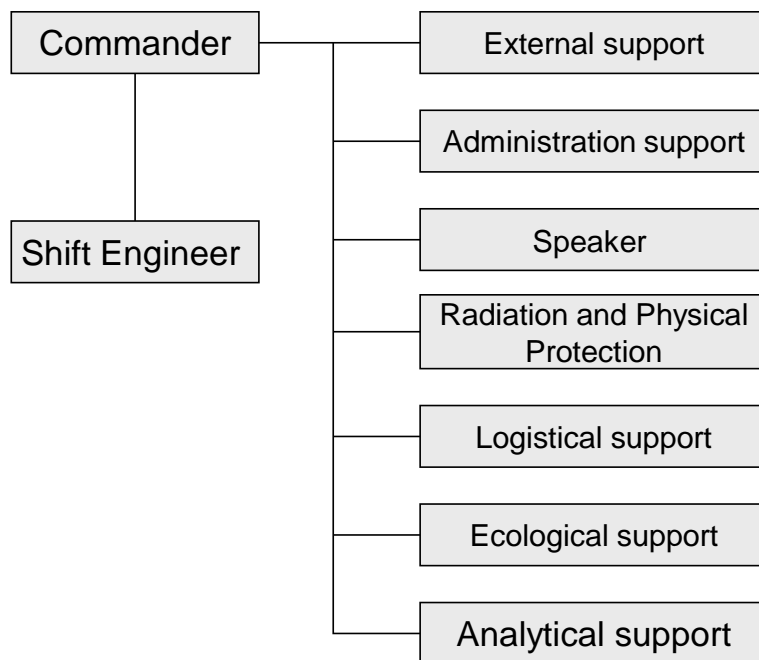 Commander
External support
Administration support
Shift Engineer
Speaker
Radiation and Physical
Protection
Logistical support
Ecological support
Analytical support